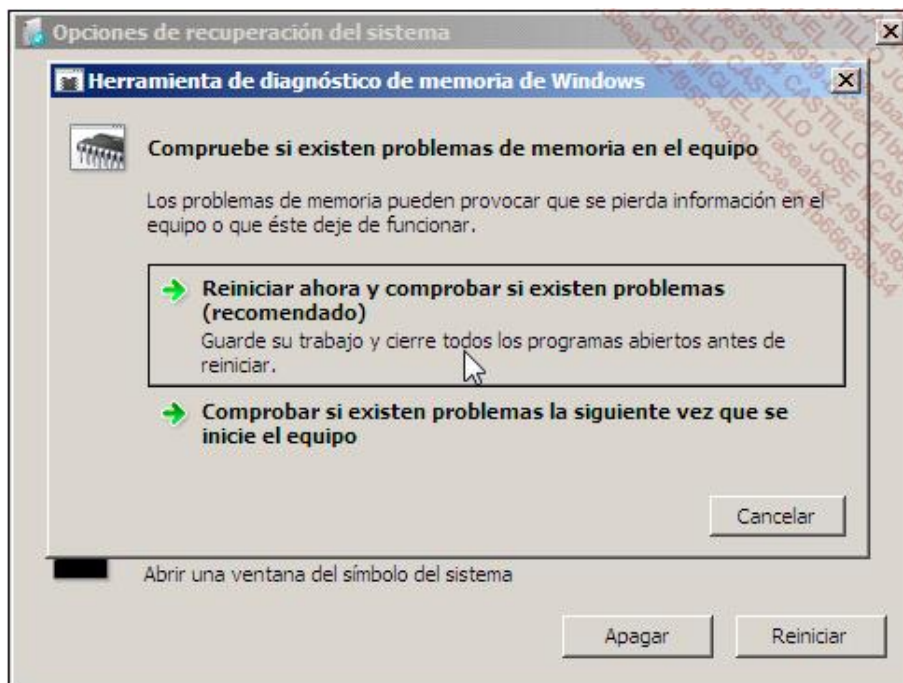 Opciones de recuperación del sistema
Herramienta de diagnóstico de memoria de Windows
Compruebe si existen problemas de memoria en el equipo
Los problemas de memoria pueden provocar que se pierda información en el
equipo o que éste deje de funcionar.
Reiniciar ahora y comprobar si existen problemas
(recomendado)
Guarde su trabajo y cierre todos los programas abiertos antes de
reiniciar.
Comprobar si existen problemas la siguiente vez que se
inicie el equipo
Cancelar
Abrir una ventana del símbolo del sistema
Apagar
Reiniciar